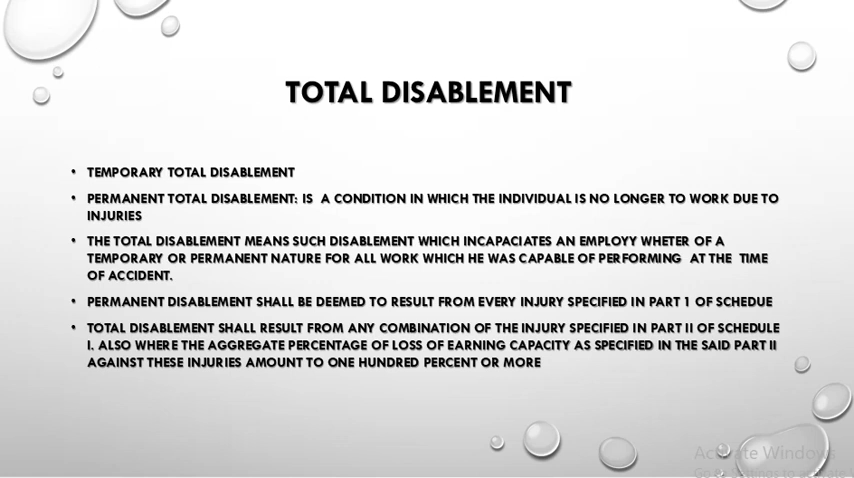 TOTAL DISABLEMENT
• TEMPORARY TOTAL DISABLEMENT
• PERMANENT TOTAL DISABLEMENT: IS A CONDITION IN WHICH THE INDIVIDUAL IS NO LONGER TO WORK DUE TO
INJURIES
• THE TOTAL DISABLEMENT MEANS SUCH DISABLEMENT WHICH INCAPACIATES AN EMPLOYY WHETER OF A
TEMPORARY OR PERMANENT NATURE FOR ALL WORK WHICH HE WAS CAPABLE OF PERFORMING AT THE TIME
OF ACCIDENT.
• PERMANENT DISABLEMENT SHALL BE DEEMED TO RESULT FROM EVERY INJURY SPECIFIED IN PART 1 OF SCHEDUE
• TOTAL DISABLEMENT SHALL RESULT FROM ANY COMBINATION OF THE INJURY SPECIFIED IN PART II OF SCHEDULE
I. ALSO WHERE THE AGGREGATE PERCENTAGE OF LOSS OF EARNING CAPACITY AS SPECIFIED IN THE SAID PART II
AGAINST THESE INJURIES AMOUNT TO ONE HUNDRED PERCENT OR MORE
Activate Windows
Go to Settings to activate